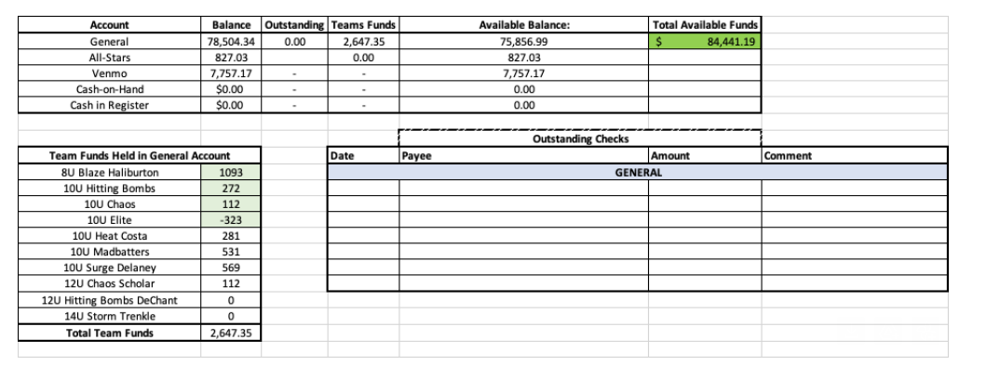 Account Balance Outstanding Teams Funds Available Balance: Total Available Funds
General 78,504.34 0.00 2,647.35 75,856.99 $ 84,441.19
All-Stars 827.03 0.00 827.03
Venmo 7,757.17 - - 7,757.17
Cash-on-Hand $0.00 - - 0.00
Cash in Register $0.00 - - 0.00
Outstanding Checks
Team Funds Held in General Account Date Payee Amount Comment
8U Blaze Haliburton 1093 GENERAL
10U Hitting Bombs 272
10U Chaos 112
10U Elite -323
10U Heat Costa 281
10U Madbatters 531
10U Surge Delaney 569
12U Chaos Scholar 112
12U Hitting Bombs DeChant 0
14U Storm Trenkle 0
Total Team Funds 2,647.35